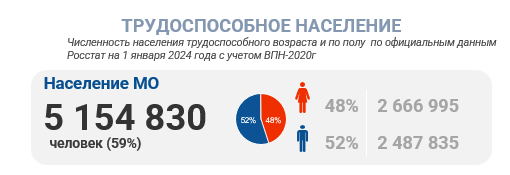 ТРУДОСПОСОБНОЕ НАСЕЛЕНИЕ
Численность населения трудоспособного возраста и по полу по официальным данным
Росстат на 1 января 2024 года с учетом ВПН-2020г
Население МО
5 154 830
человек (59%)
52%
48%
48% 2 666 995
52% 2 487 835